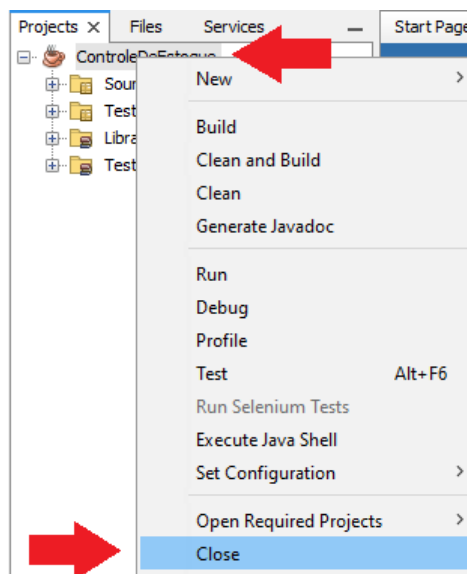 Projects Files Services Start Page
ControleDeEstoque
Sour
Test
Libra
Test
New
Build
Clean and Build
Clean
Generate Javadoc
Run
Debug
Profile
Test Alt+F6
Run Selenium Tests
Execute Java Shell
Set Configuration
Open Required Projects
Close